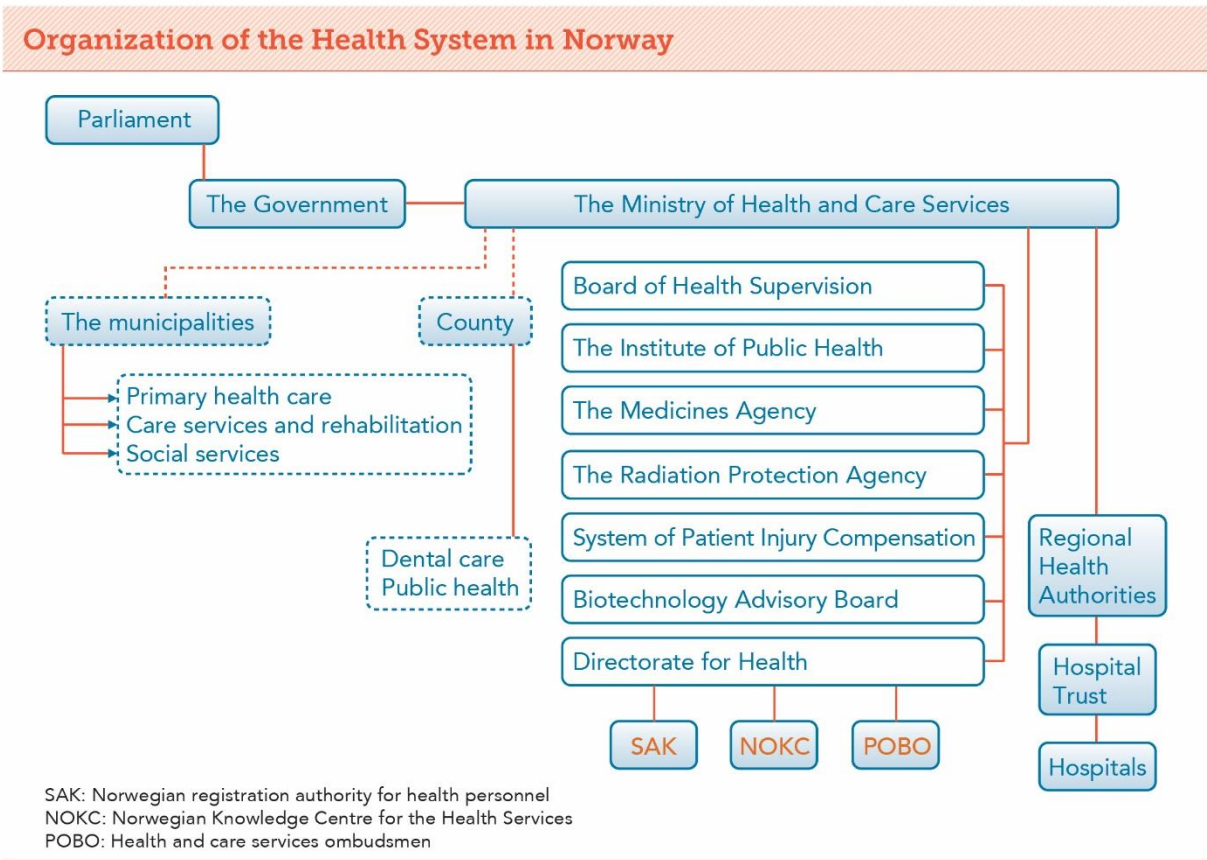 Organization of the Health System in Norway
Parliament
The Government
The Ministry of Health and Care Services
The municipalities
County
Primary health care
Care services and rehabilitation
Social services
Dental care
Public health
Board of Health Supervision
The Institute of Public Health
The Medicines Agency
The Radiation Protection Agency
System of Patient Injury Compensation
Biotechnology Advisory Board
Directorate for Health
SAK
NOKC
POBO
Regional
Health
Authorities
Hospital
Trust
Hospitals
SAK: Norwegian registration authority for health personnel
NOKC: Norwegian Knowledge Centre for the Health Services
POBO: Health and care services ombudsmen